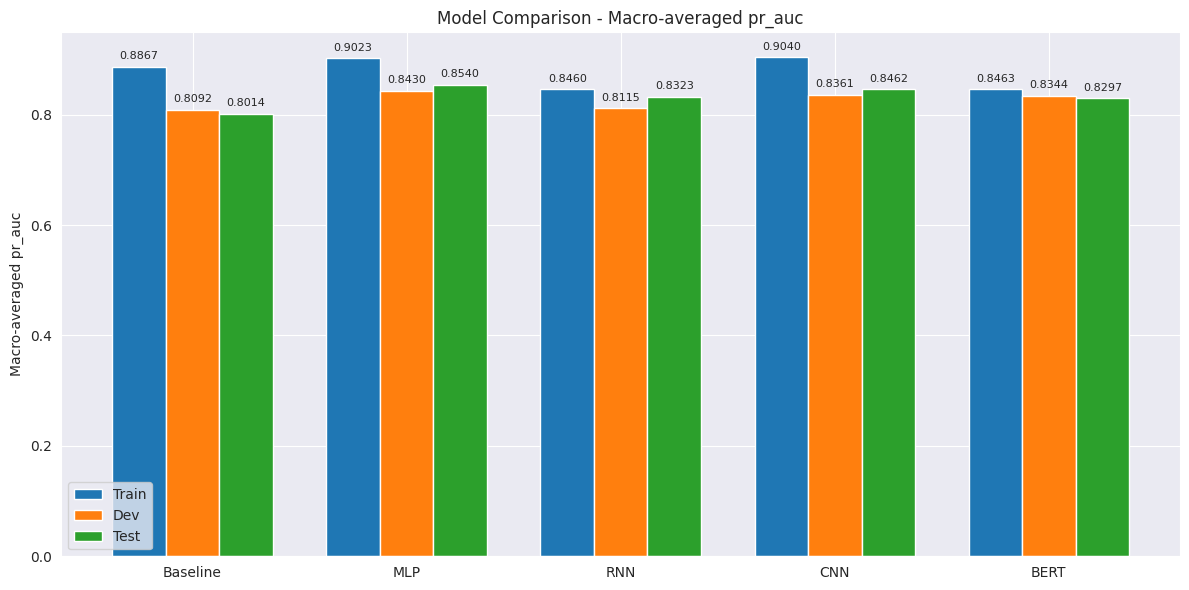 Model Comparison - Macro-averaged pr_auc
Macro-averaged pr_auc
0.8
0.6
0.4
0.2
0.0
0.8867
0.8092
0.8014
0.9023
0.8430
0.8540
0.8460
0.8115
0.8323
0.9040
0.8361
0.8462
0.8463
0.8344
0.8297
Train
Dev
Test
Baseline
MLP
RNN
CNN
BERT